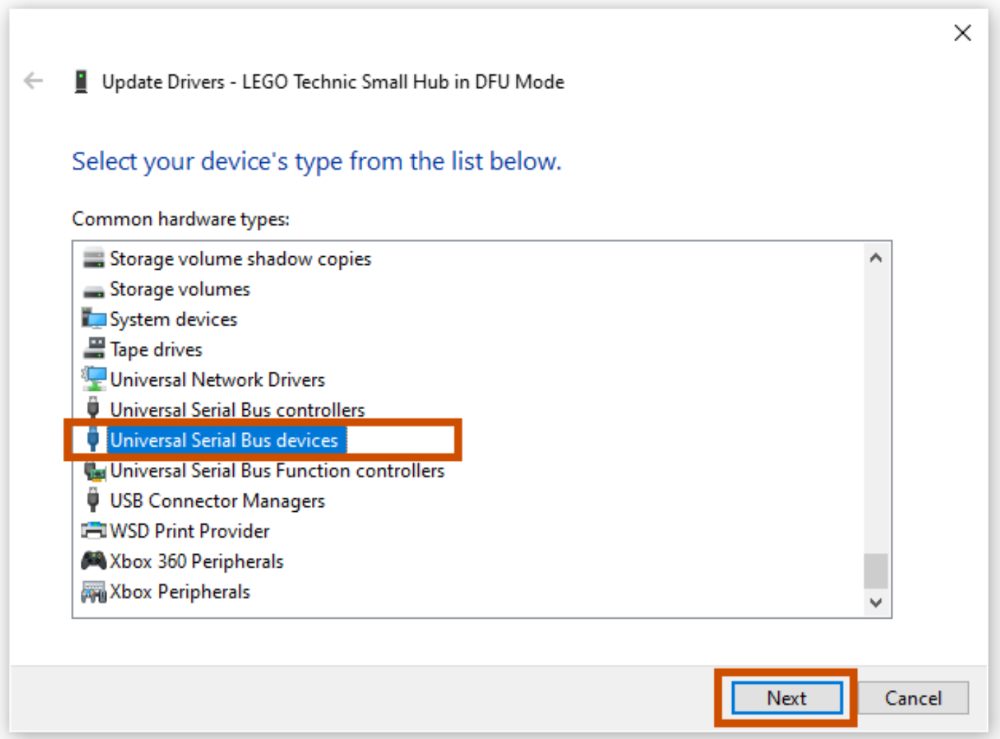 Update Drivers - LEGO Technic Small Hub in DFU Mode
Select your device's type from the list below.
Common hardware types:
Storage volume shadow copies
Storage volumes
System devices
Tape drives
Universal Network Drivers
Universal Serial Bus controllers
Universal Serial Bus devices
Universal Serial Bus Function controllers
USB Connector Managers
WSD Print Provider
Xbox 360 Peripherals
Xbox Peripherals
Next
Cancel